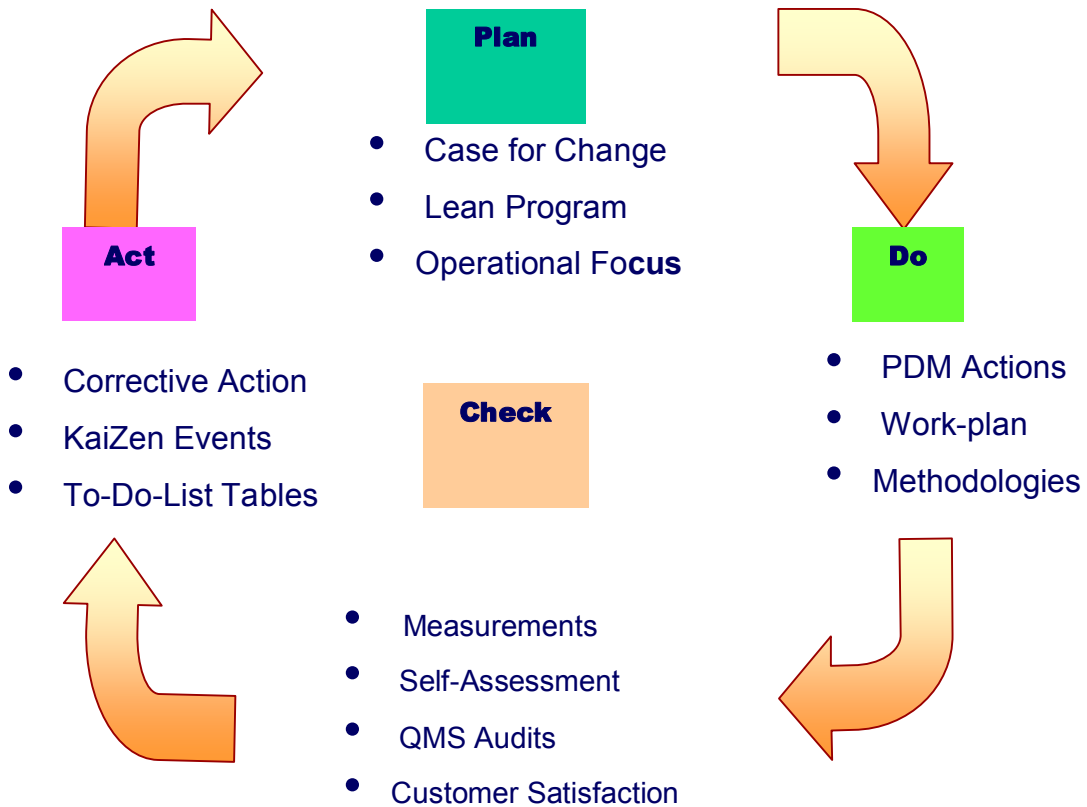 Plan
• Case for Change
• Lean Program
• Operational Focus
Act
Do
• Corrective Action
• KaiZen Events
• To-Do-List Tables
Check
• PDM Actions
• Work-plan
• Methodologies
• Measurements
• Self-Assessment
• QMS Audits
• Customer Satisfaction